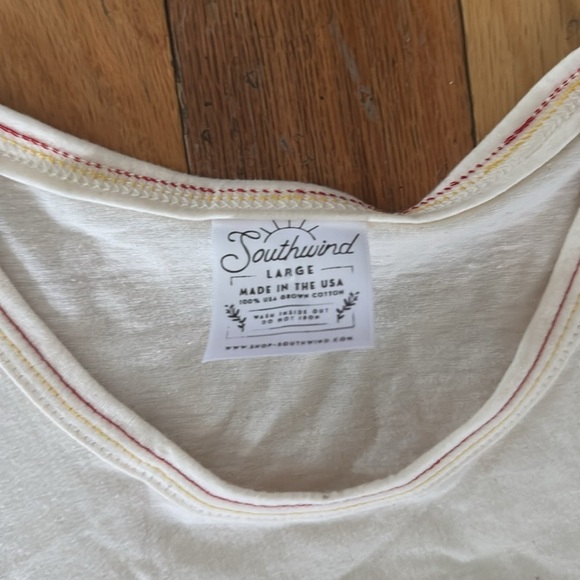 Southwind
LARGE
MADE IN THE USA
100% USA GROWN COTTON
WASH INSIDE OUT
DO NOT IRON
WWW.SHOP-SOUTHWIND.COM